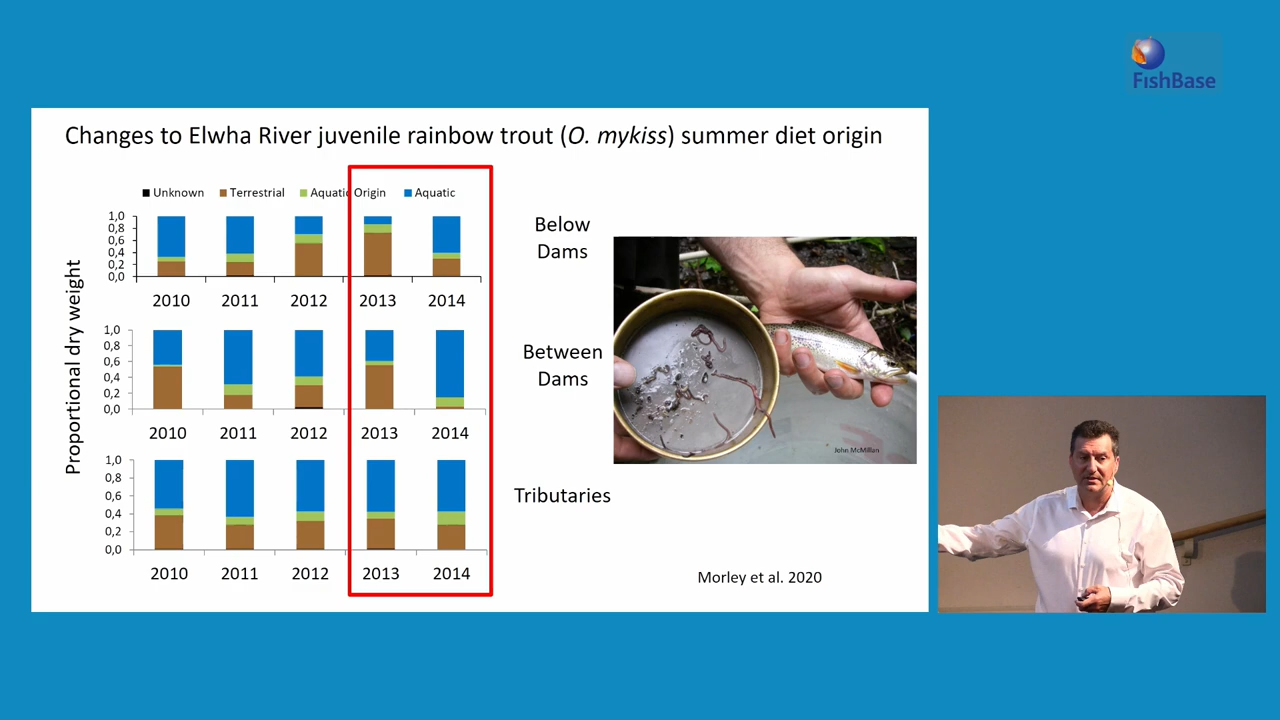 FishBase
Changes to Elwha River juvenile rainbow trout (O. mykiss) summer diet origin
Unknown Terrestrial Aquatic Origin Aquatic
Proportional dry weight
1,0
0,8
0,6
0,4
0,2
0,0
2010 2011 2012 2013 2014
Below
Dams
1,0
0,8
0,6
0,4
0,2
0,0
2010 2011 2012 2013 2014
Between
Dams
John McMillan
1,0
0,8
0,6
0,4
0,2
0,0
2010 2011 2012 2013 2014
Tributaries
Morley et al. 2020